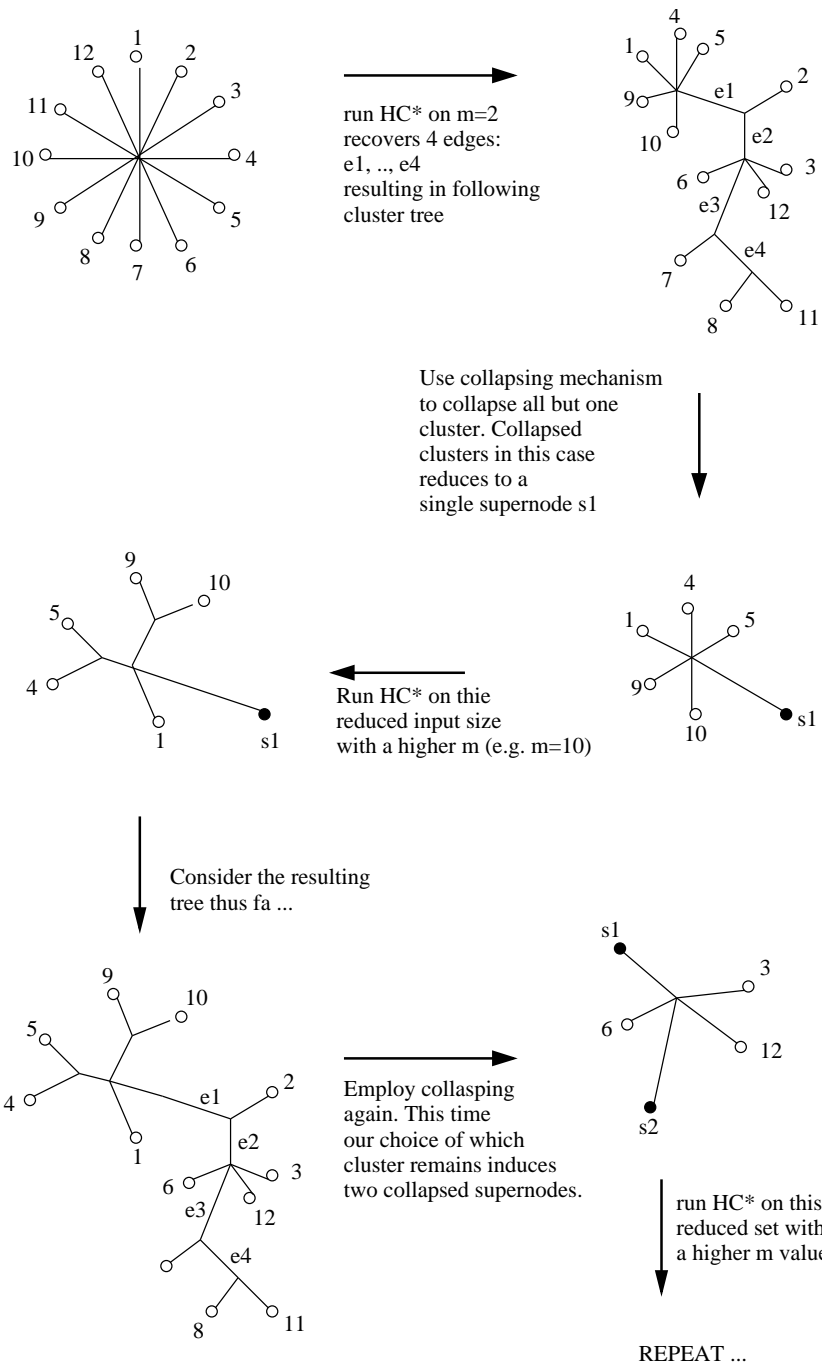 1
12
2
11
3
10
4
9
5
8
7
6
run HC* on m=2
recovers 4 edges:
e1, .., e4
resulting in following
cluster tree
4
1
5
2
e1
9
e2
10
3
6
12
e3
e4
7
8
11
Use collapsing mechanism
to collapse all but one
cluster. Collapsed
clusters in this case
reduces to a
single supernode s1
9
10
5
4
1
s1
Run HC* on thie
reduced input size
with a higher m (e.g. m=10)
4
1
5
9
10
s1
Consider the resulting
tree thus fa ...
9
10
5
4
e1
2
1
e2
6
3
12
e3
e4
8
11
Employ collasping
again. This time
our choice of which
cluster remains induces
two collapsed supernodes.
s1
3
6
12
s2
run HC* on this
reduced set with
a higher m value
REPEAT ...